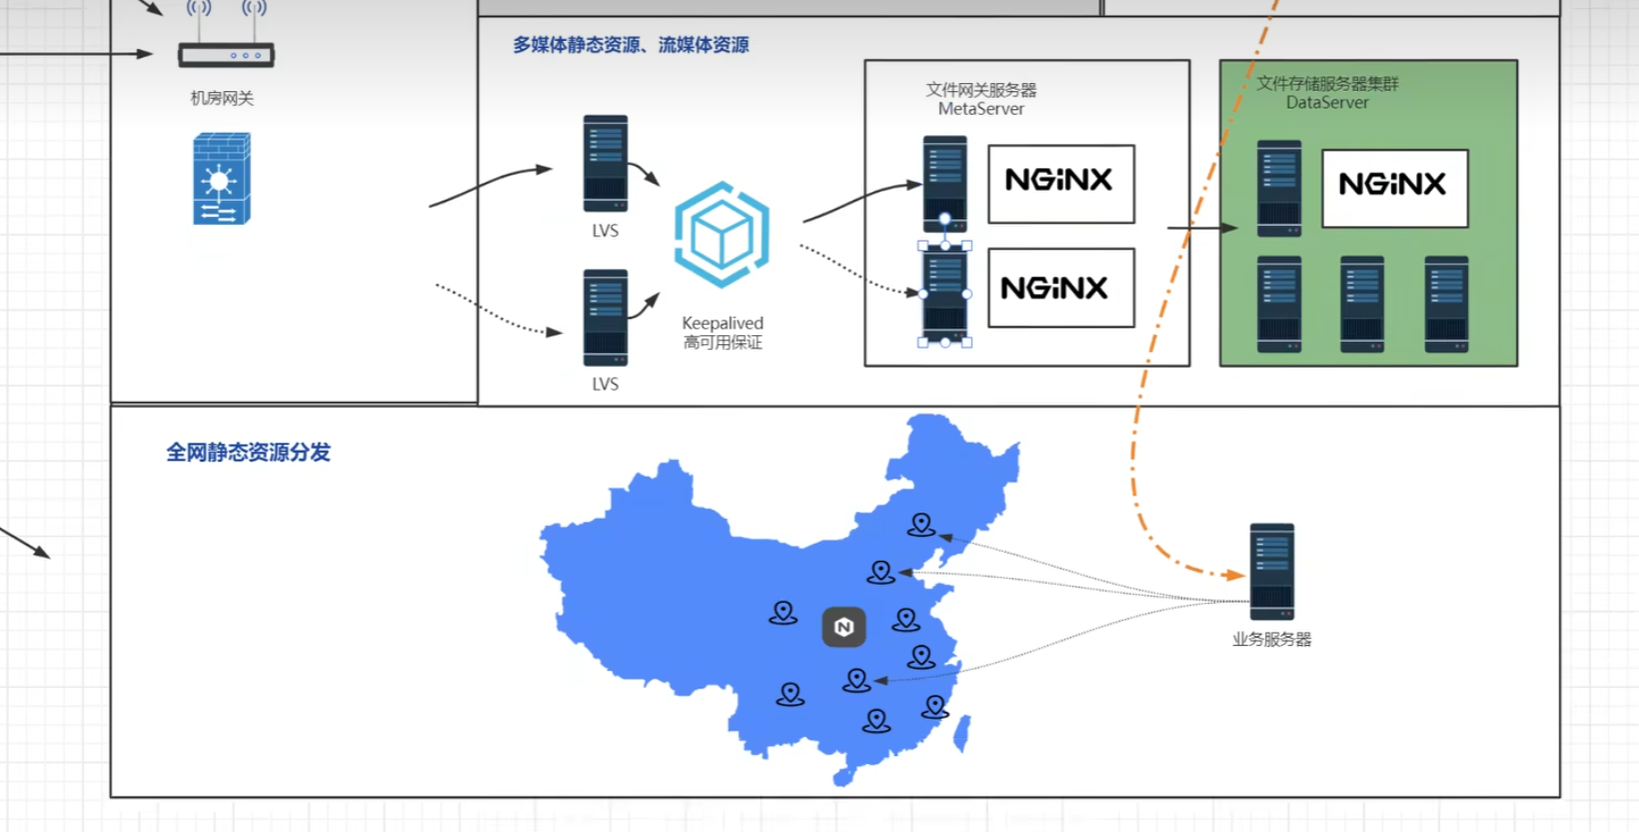 多媒体静态资源、流媒体资源
机房网关
文件网关服务器
MetaServer
文件存储服务器集群
DataServer
NGiNX
NGiNX
NGiNX
LVS
LVS
Keepalived
高可用保证
全网静态资源分发
N
业务服务器